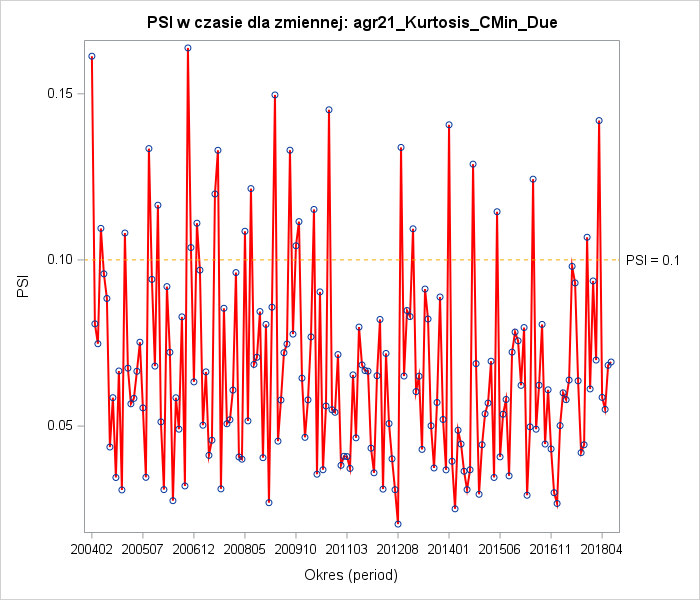 PSI w czasie dla zmiennej: agr21_Kurtosis_CMin_Due
0.15
0.10
0.05
PSI
PSI = 0.1
200402 200507 200612 200805 200910 201103 201208 201401 201506 201611 201804
Okres (period)